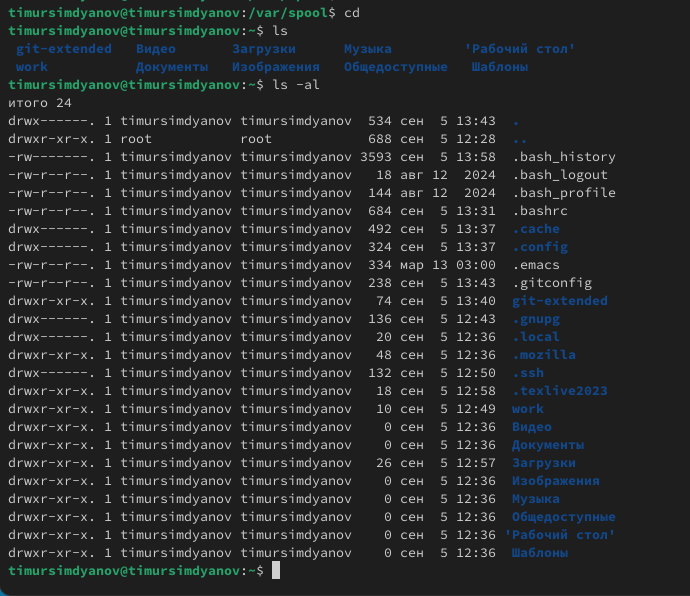 timursimdyanov@timursimdyanov:/var/spool$ cd
timursimdyanov@timursimdyanov:~$ ls
git-extended Видео Загрузки Музыка 'Рабочий стол'
work Документы Изображения Общедоступные Шаблоны
timursimdyanov@timursimdyanov:~$ ls -al
итого 24
drwx------. 1 timursimdyanov timursimdyanov 534 сен 5 13:43 .
drwxr-xr-x. 1 root root 688 сен 5 12:28 ..
-rw-------. 1 timursimdyanov timursimdyanov 3593 сен 5 13:58 .bash_history
-rw-r--r--. 1 timursimdyanov timursimdyanov 18 авг 12 2024 .bash_logout
-rw-r--r--. 1 timursimdyanov timursimdyanov 144 авг 12 2024 .bash_profile
-rw-r--r--. 1 timursimdyanov timursimdyanov 684 сен 5 13:31 .bashrc
drwx------. 1 timursimdyanov timursimdyanov 492 сен 5 13:37 .cache
drwx------. 1 timursimdyanov timursimdyanov 324 сен 5 13:37 .config
-rw-r--r--. 1 timursimdyanov timursimdyanov 334 мар 13 03:00 .emacs
-rw-r--r--. 1 timursimdyanov timursimdyanov 238 сен 5 13:43 .gitconfig
drwxr-xr-x. 1 timursimdyanov timursimdyanov 74 сен 5 13:40 git-extended
drwx------. 1 timursimdyanov timursimdyanov 136 сен 5 12:43 .gnupg
drwx------. 1 timursimdyanov timursimdyanov 20 сен 5 12:36 .local
drwxr-xr-x. 1 timursimdyanov timursimdyanov 48 сен 5 12:36 .mozilla
drwx------. 1 timursimdyanov timursimdyanov 132 сен 5 12:50 .ssh
drwxr-xr-x. 1 timursimdyanov timursimdyanov 18 сен 5 12:58 .texlive2023
drwxr-xr-x. 1 timursimdyanov timursimdyanov 10 сен 5 12:49 work
drwxr-xr-x. 1 timursimdyanov timursimdyanov 0 сен 5 12:36 Видео
drwxr-xr-x. 1 timursimdyanov timursimdyanov 0 сен 5 12:36 Документы
drwxr-xr-x. 1 timursimdyanov timursimdyanov 26 сен 5 12:57 Загрузки
drwxr-xr-x. 1 timursimdyanov timursimdyanov 0 сен 5 12:36 Изображения
drwxr-xr-x. 1 timursimdyanov timursimdyanov 0 сен 5 12:36 Музыка
drwxr-xr-x. 1 timursimdyanov timursimdyanov 0 сен 5 12:36 Общедоступные
drwxr-xr-x. 1 timursimdyanov timursimdyanov 0 сен 5 12:36 'Рабочий стол'
drwxr-xr-x. 1 timursimdyanov timursimdyanov 0 сен 5 12:36 Шаблоны
timursimdyanov@timursimdyanov:~$